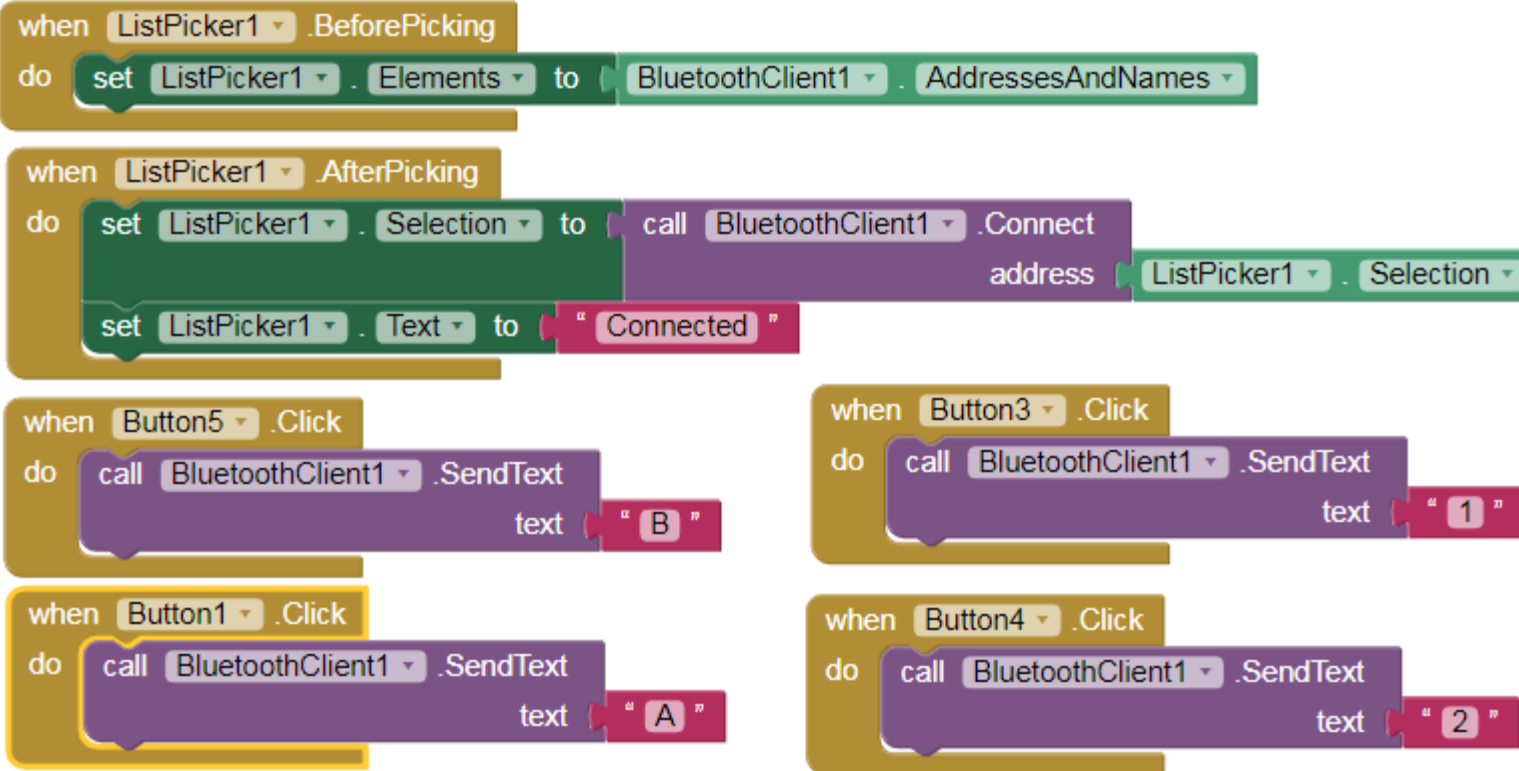 when ListPicker1 .BeforePicking
do set ListPicker1 . Elements to BluetoothClient1 . AddressesAndNames
when ListPicker1 .AfterPicking
do set ListPicker1 . Selection to call BluetoothClient1 .Connect
address ListPicker1 . Selection
set ListPicker1 . Text to “ Connected ”
when Button5 .Click
do call BluetoothClient1 .SendText
text “ B ”
when Button3 .Click
do call BluetoothClient1 .SendText
text “ 1 ”
when Button1 .Click
do call BluetoothClient1 .SendText
text “ A ”
when Button4 .Click
do call BluetoothClient1 .SendText
text “ 2 ”